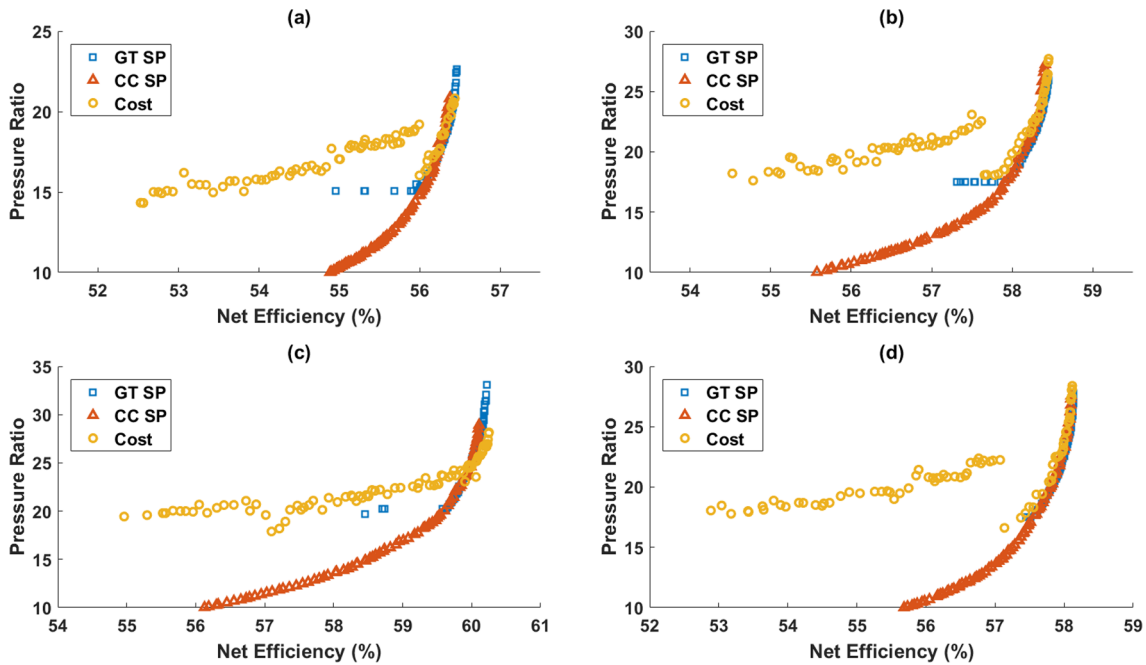 (a)
25
20
15
10
Pressure Ratio
GT SP
CC SP
Cost
52 53 54 55 56 57
Net Efficiency (%)
(b)
30
25
20
15
10
Pressure Ratio
GT SP
CC SP
Cost
54 55 56 57 58 59
Net Efficiency (%)
(c)
35
30
25
20
15
10
Pressure Ratio
GT SP
CC SP
Cost
54 55 56 57 58 59 60 61
Net Efficiency (%)
(d)
30
25
20
15
10
Pressure Ratio
GT SP
CC SP
Cost
52 53 54 55 56 57 58 59
Net Efficiency (%)